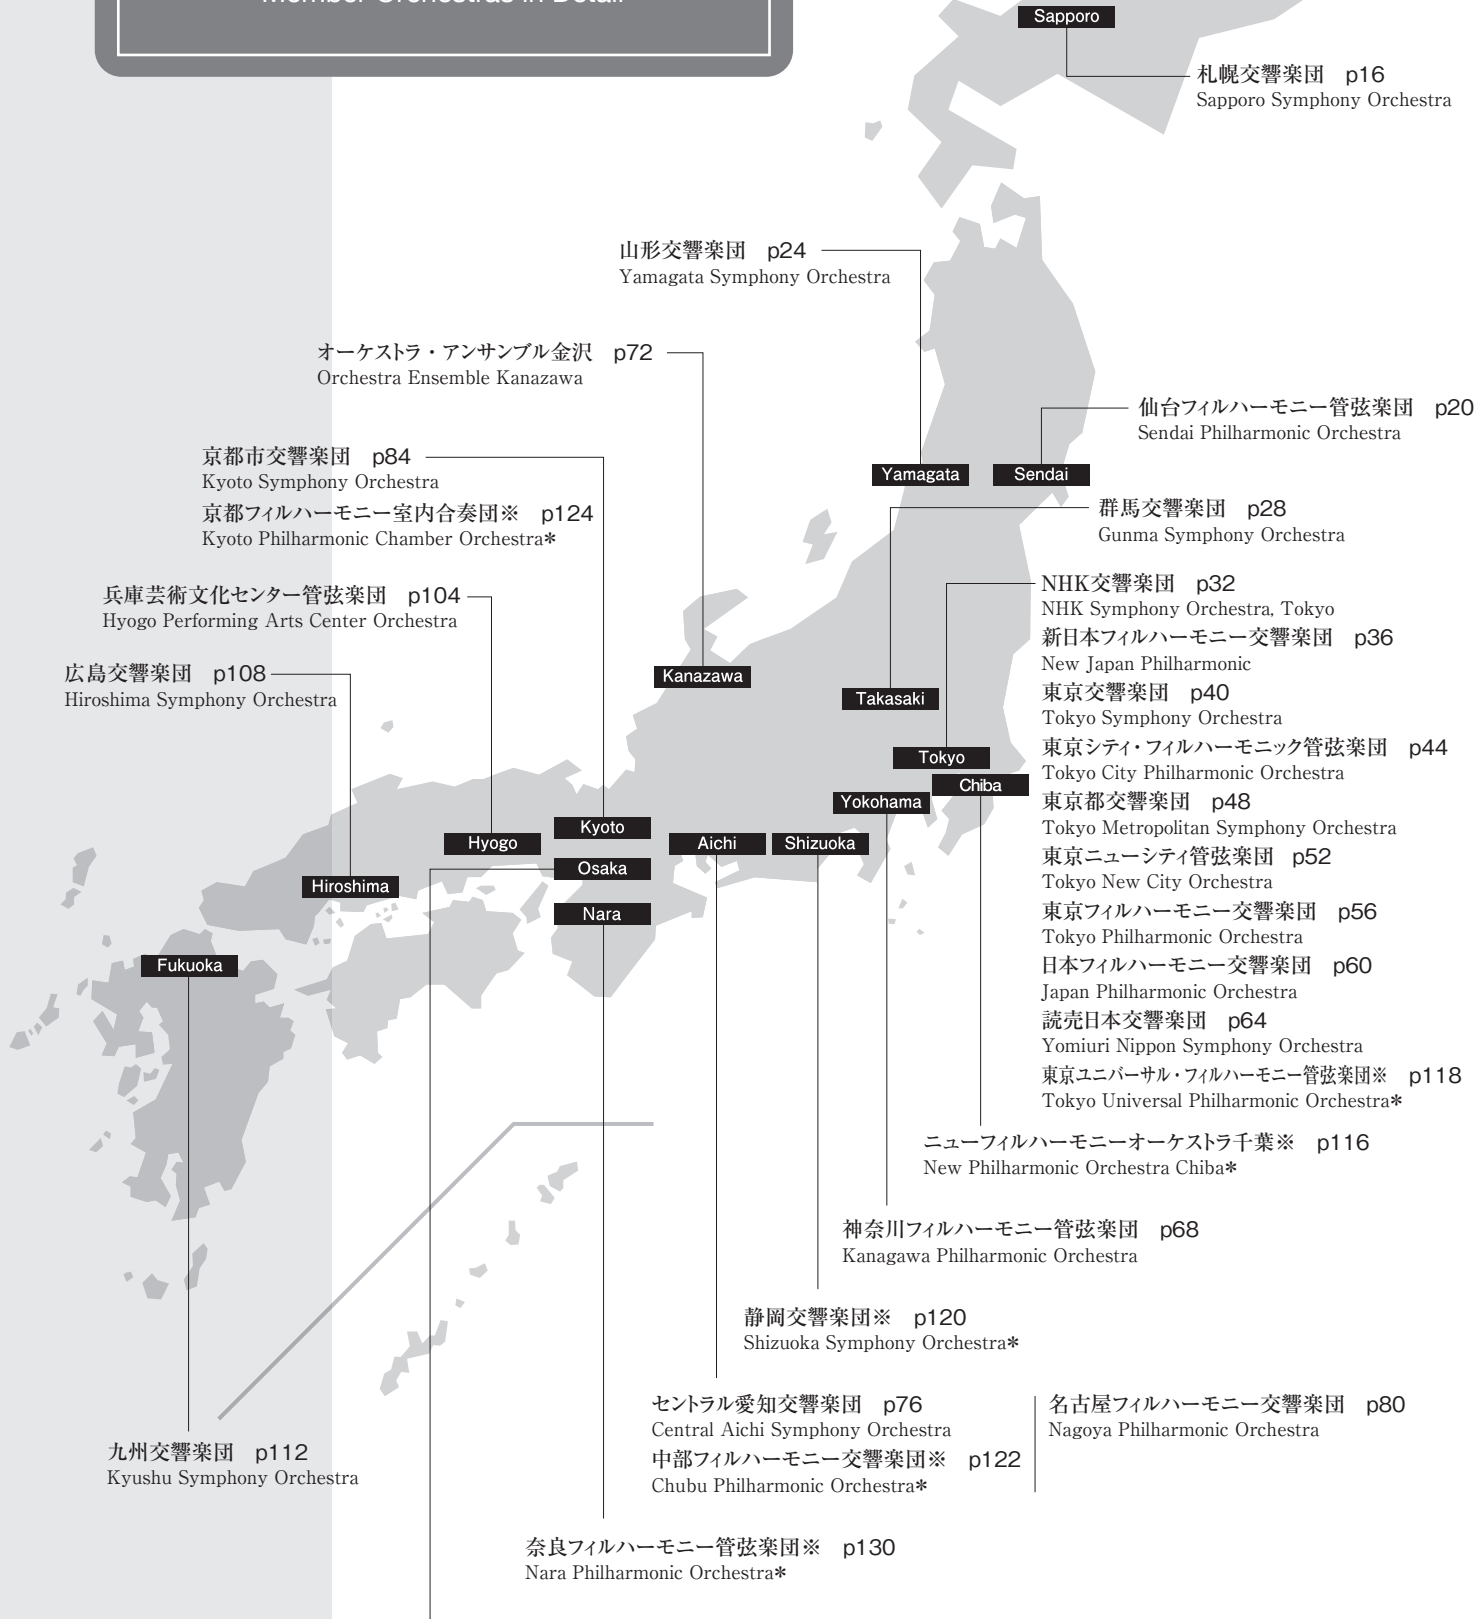 Member Orchestras in Detail
Sapporo
札幌交響楽団　p16
Sapporo Symphony Orchestra
山形交響楽団　p24
Yamagata Symphony Orchestra
オーケストラ・アンサンブル金沢　p72
Orchestra Ensemble Kanazawa
仙台フィルハーモニー管弦楽団　p20
Sendai Philharmonic Orchestra
京都市交響楽団　p84
Kyoto Symphony Orchestra
京都フィルハーモニー室内合奏団※　p124
Kyoto Philharmonic Chamber Orchestra*
Yamagata
Sendai
群馬交響楽団　p28
Gunma Symphony Orchestra
兵庫芸術文化センター管弦楽団　p104
Hyogo Performing Arts Center Orchestra
広島交響楽団　p108
Hiroshima Symphony Orchestra
Kanazawa
Takasaki
Tokyo
Chiba
Yokohama
NHK交響楽団　p32
NHK Symphony Orchestra, Tokyo
新日本フィルハーモニー交響楽団　p36
New Japan Philharmonic
東京交響楽団　p40
Tokyo Symphony Orchestra
東京シティ・フィルハーモニック管弦楽団　p44
Tokyo City Philharmonic Orchestra
東京都交響楽団　p48
Tokyo Metropolitan Symphony Orchestra
東京ニューシティ管弦楽団　p52
Tokyo New City Orchestra
東京フィルハーモニー交響楽団　p56
Tokyo Philharmonic Orchestra
日本フィルハーモニー交響楽団　p60
Japan Philharmonic Orchestra
読売日本交響楽団　p64
Yomiuri Nippon Symphony Orchestra
東京ユニバーサル・フィルハーモニー管弦楽団※　p118
Tokyo Universal Philharmonic Orchestra*
Hyogo
Kyoto
Aichi
Shizuoka
Osaka
Hiroshima
Nara
Fukuoka
ニューフィルハーモニーオーケストラ千葉※　p116
New Philharmonic Orchestra Chiba*
神奈川フィルハーモニー管弦楽団　p68
Kanagawa Philharmonic Orchestra
静岡交響楽団※　p120
Shizuoka Symphony Orchestra*
セントラル愛知交響楽団　p76
Central Aichi Symphony Orchestra
中部フィルハーモニー交響楽団※　p122
Chubu Philharmonic Orchestra*
名古屋フィルハーモニー交響楽団　p80
Nagoya Philharmonic Orchestra
九州交響楽団　p112
Kyushu Symphony Orchestra
奈良フィルハーモニー管弦楽団※　p130
Nara Philharmonic Orchestra*